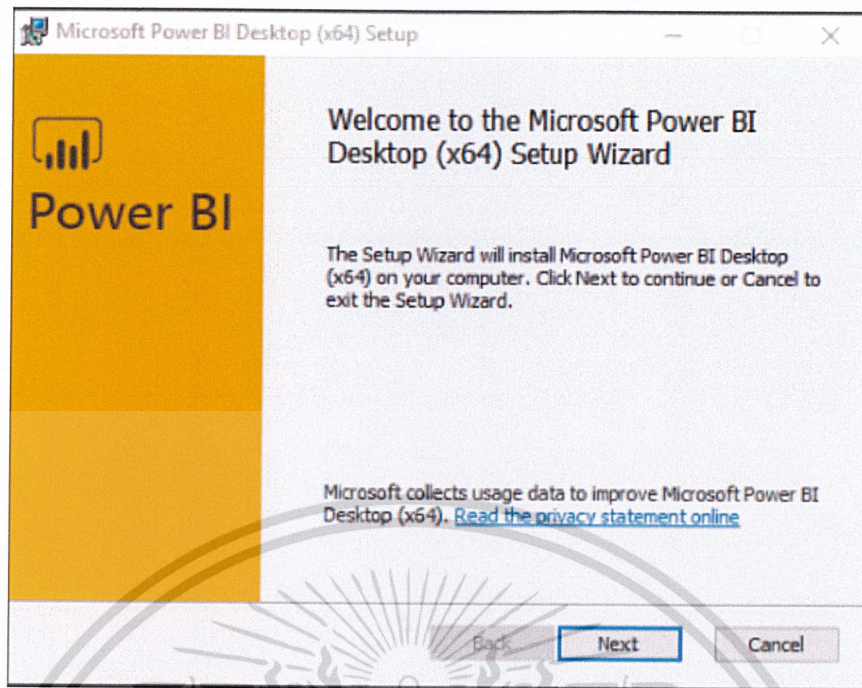 Microsoft Power BI Desktop (x64) Setup
Power BI
Welcome to the Microsoft Power BI
Desktop (x64) Setup Wizard
The Setup Wizard will install Microsoft Power BI Desktop
(x64) on your computer. Click Next to continue or Cancel to
exit the Setup Wizard.
Microsoft collects usage data to improve Microsoft Power BI
Desktop (x64). Read the privacy statement online
Back
Next
Cancel